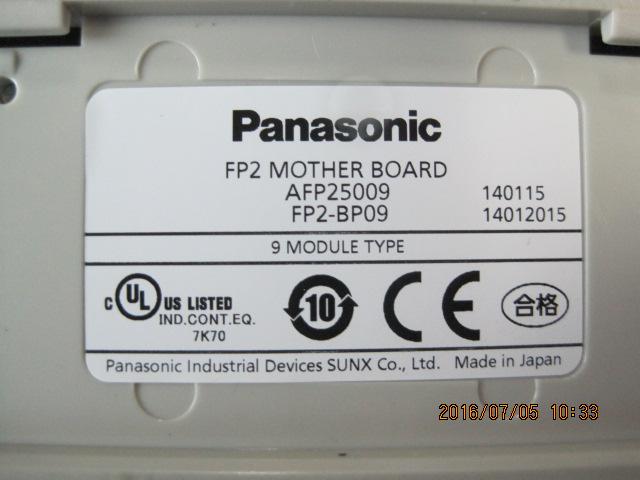 Panasonic
FP2 MOTHER BOARD
AFP25009 140115
FP2-BP09 14012015
9 MODULE TYPE
C UL US LISTED
IND.CONT.EQ.
7K70
10
CE
合格
Panasonic Industrial Devices SUNX Co., Ltd. Made in Japan
2016/07/05 10:33